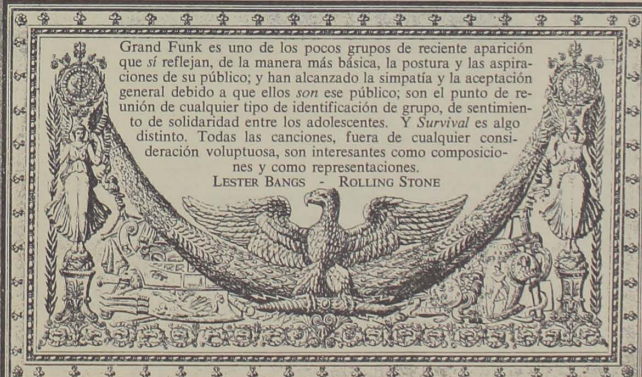 Grand Funk es uno de los pocos grupos de reciente aparición
que sí reflejan, de la manera más básica, la postura y las aspira-
ciones de su público; y han alcanzado la simpatía y la aceptación
general debido a que ellos son ese público; son el punto de re-
unión de cualquier tipo de identificación de grupo, de sentimien-
to de solidaridad entre los adolescentes. Y Survival es algo
distinto. Todas las canciones, fuera de cualquier consi-
deración voluptuosa, son interesantes como composicio-
nes y como representaciones.
LESTER BANGS - ROLLING STONE